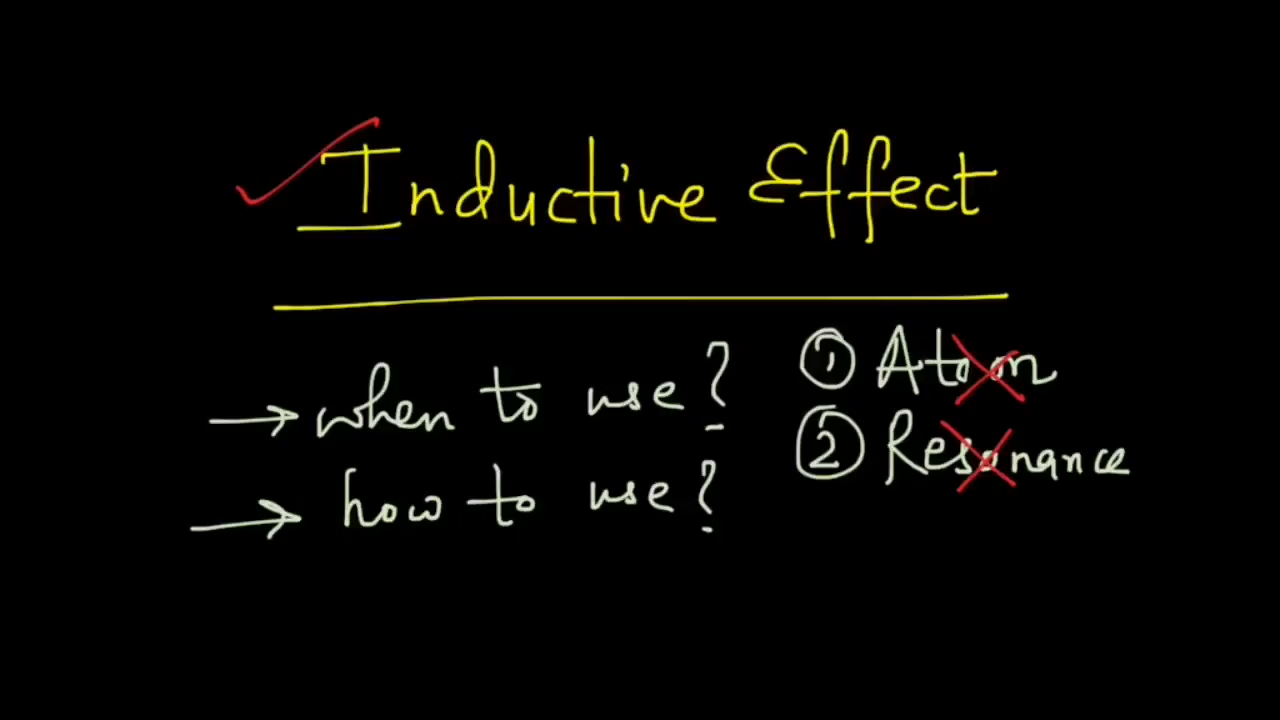 Inductive Effect
→ when to use?
① Atom
② Resonance
→ how to use?